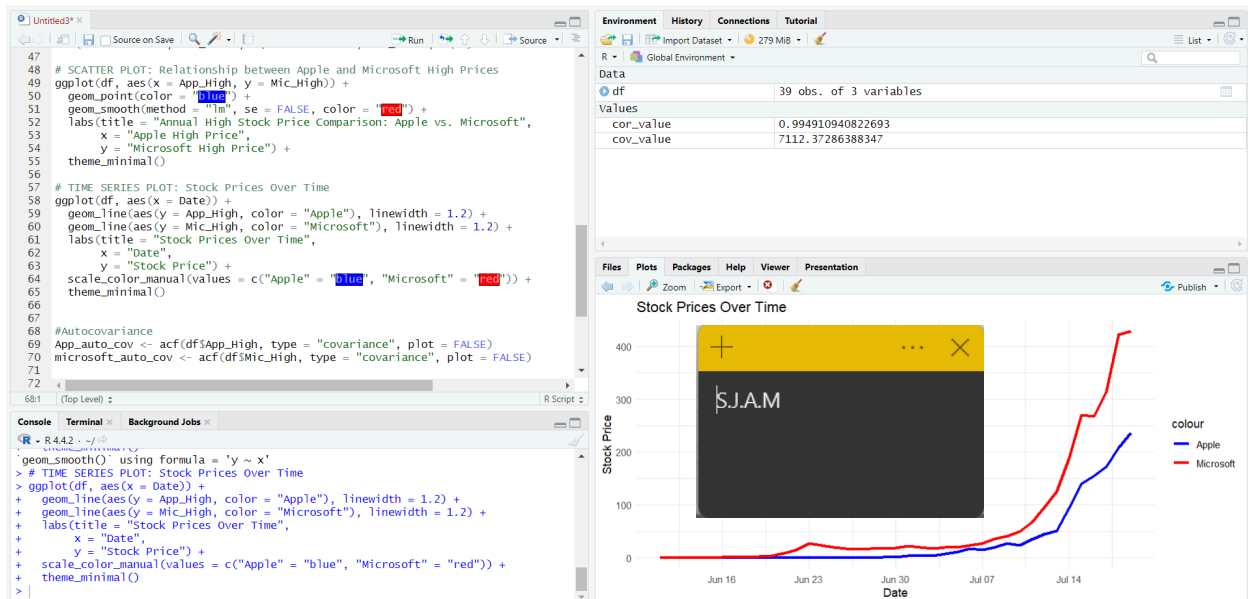 Untitled3*
Source on Save
Run
Source
47
48 # SCATTER PLOT: Relationship between Apple and Microsoft High Prices
49 ggplot(df, aes(x = App_High, y = Mic_High)) +
50 geom_point(color = "blue") +
51 geom_smooth(method = "lm", se = FALSE, color = "red") +
52 labs(title = "Annual High Stock Price Comparison: Apple vs. Microsoft",
53 x = "Apple High Price",
54 y = "Microsoft High Price") +
55 theme_minimal()
56
57 # TIME SERIES PLOT: Stock Prices Over Time
58 ggplot(df, aes(x = Date)) +
59 geom_line(aes(y = App_High, color = "Apple"), linewidth = 1.2) +
60 geom_line(aes(y = Mic_High, color = "Microsoft"), linewidth = 1.2) +
61 labs(title = "Stock Prices Over Time",
62 x = "Date",
63 y = "Stock Price") +
64 scale_color_manual(values = c("Apple" = "blue", "Microsoft" = "red")) +
65 theme_minimal()
66
67
68 #Autocovariance
69 App_auto_cov <- acf(df$App_High, type = "covariance", plot = FALSE)
70 microsoft_auto_cov <- acf(df$Mic_High, type = "covariance", plot = FALSE)
71
72
68:1 (Top Level) R Script
Console Terminal Background Jobs
R 4.4.2 · ~/
`geom_smooth()` using formula = 'y ~ x'
> # TIME SERIES PLOT: Stock Prices Over Time
> ggplot(df, aes(x = Date)) +
+ geom_line(aes(y = App_High, color = "Apple"), linewidth = 1.2) +
+ geom_line(aes(y = Mic_High, color = "Microsoft"), linewidth = 1.2) +
+ labs(title = "Stock Prices Over Time",
+ x = "Date",
+ y = "Stock Price") +
+ scale_color_manual(values = c("Apple" = "blue", "Microsoft" = "red")) +
+ theme_minimal()
>
Environment History Connections Tutorial
Import Dataset 279 MiB List
R Global Environment
Data
df 39 obs. of 3 variables
Values
cor_value 0.994910940822693
cov_value 7112.37286388347
Files Plots Packages Help Viewer Presentation
Zoom Export Publish
Stock Prices Over Time
S.J.A.M
400
300
200
100
0
Stock Price
Jun 16 Jun 23 Jun 30 Jul 07 Jul 14
Date
colour
Apple
Microsoft